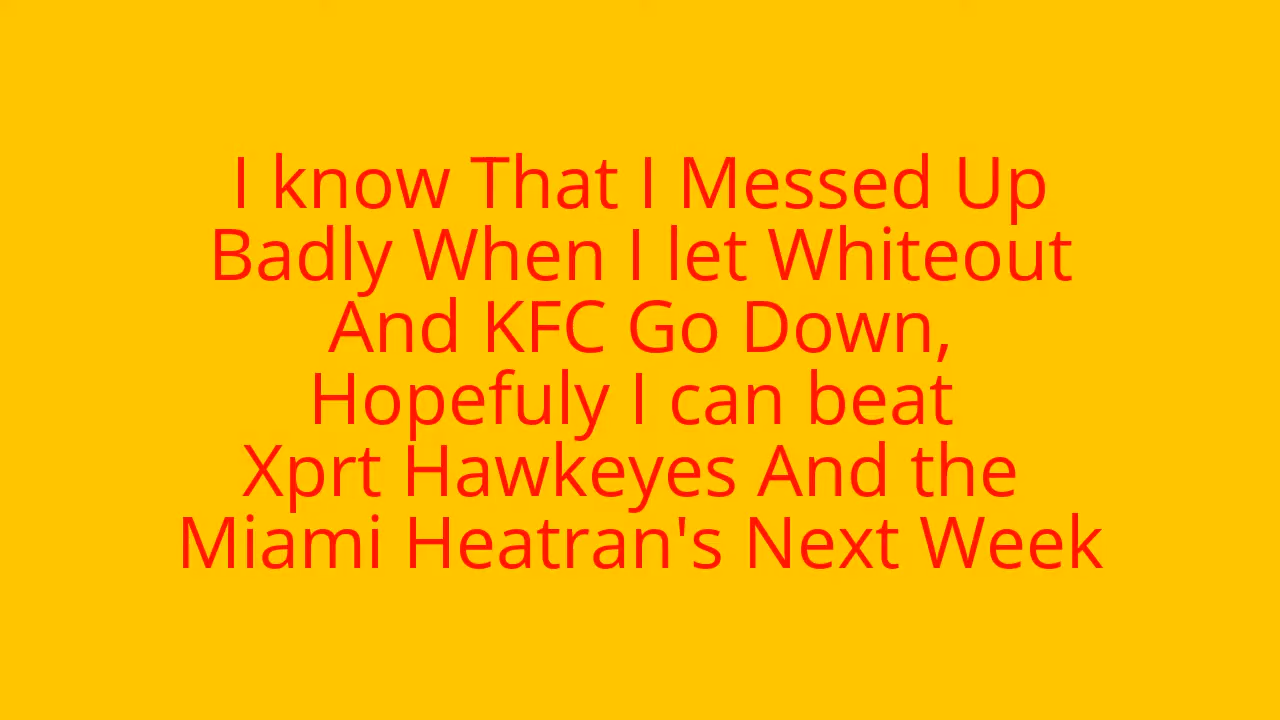 I know That I Messed Up
Badly When I let Whiteout
And KFC Go Down,
Hopefuly I can beat
Xprt Hawkeyes And the
Miami Heatran's Next Week